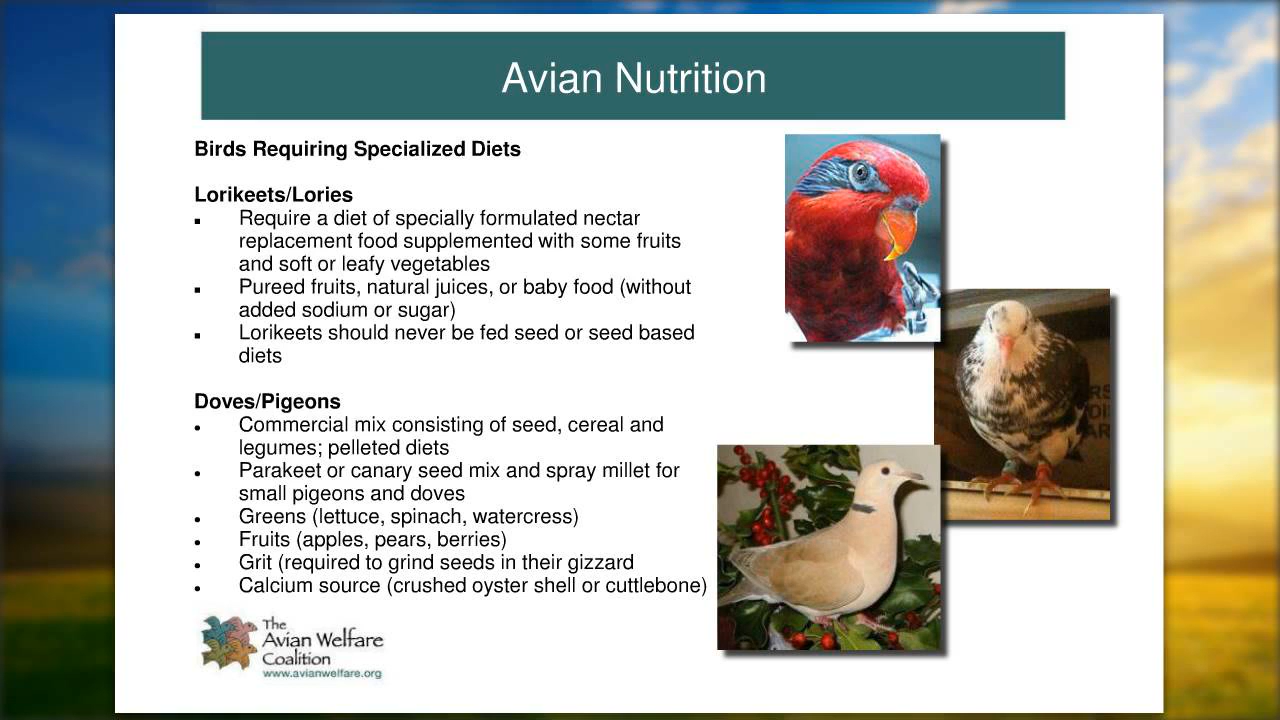 Avian Nutrition
Birds Requiring Specialized Diets
Lorikeets/Lories
Require a diet of specially formulated nectar
replacement food supplemented with some fruits
and soft or leafy vegetables
Pureed fruits, natural juices, or baby food (without
added sodium or sugar)
Lorikeets should never be fed seed or seed based
diets
Doves/Pigeons
Commercial mix consisting of seed, cereal and
legumes; pelleted diets
Parakeet or canary seed mix and spray millet for
small pigeons and doves
Greens (lettuce, spinach, watercress)
Fruits (apples, pears, berries)
Grit (required to grind seeds in their gizzard
Calcium source (crushed oyster shell or cuttlebone)
The
Avian Welfare
Coalition
www.avianwelfare.org